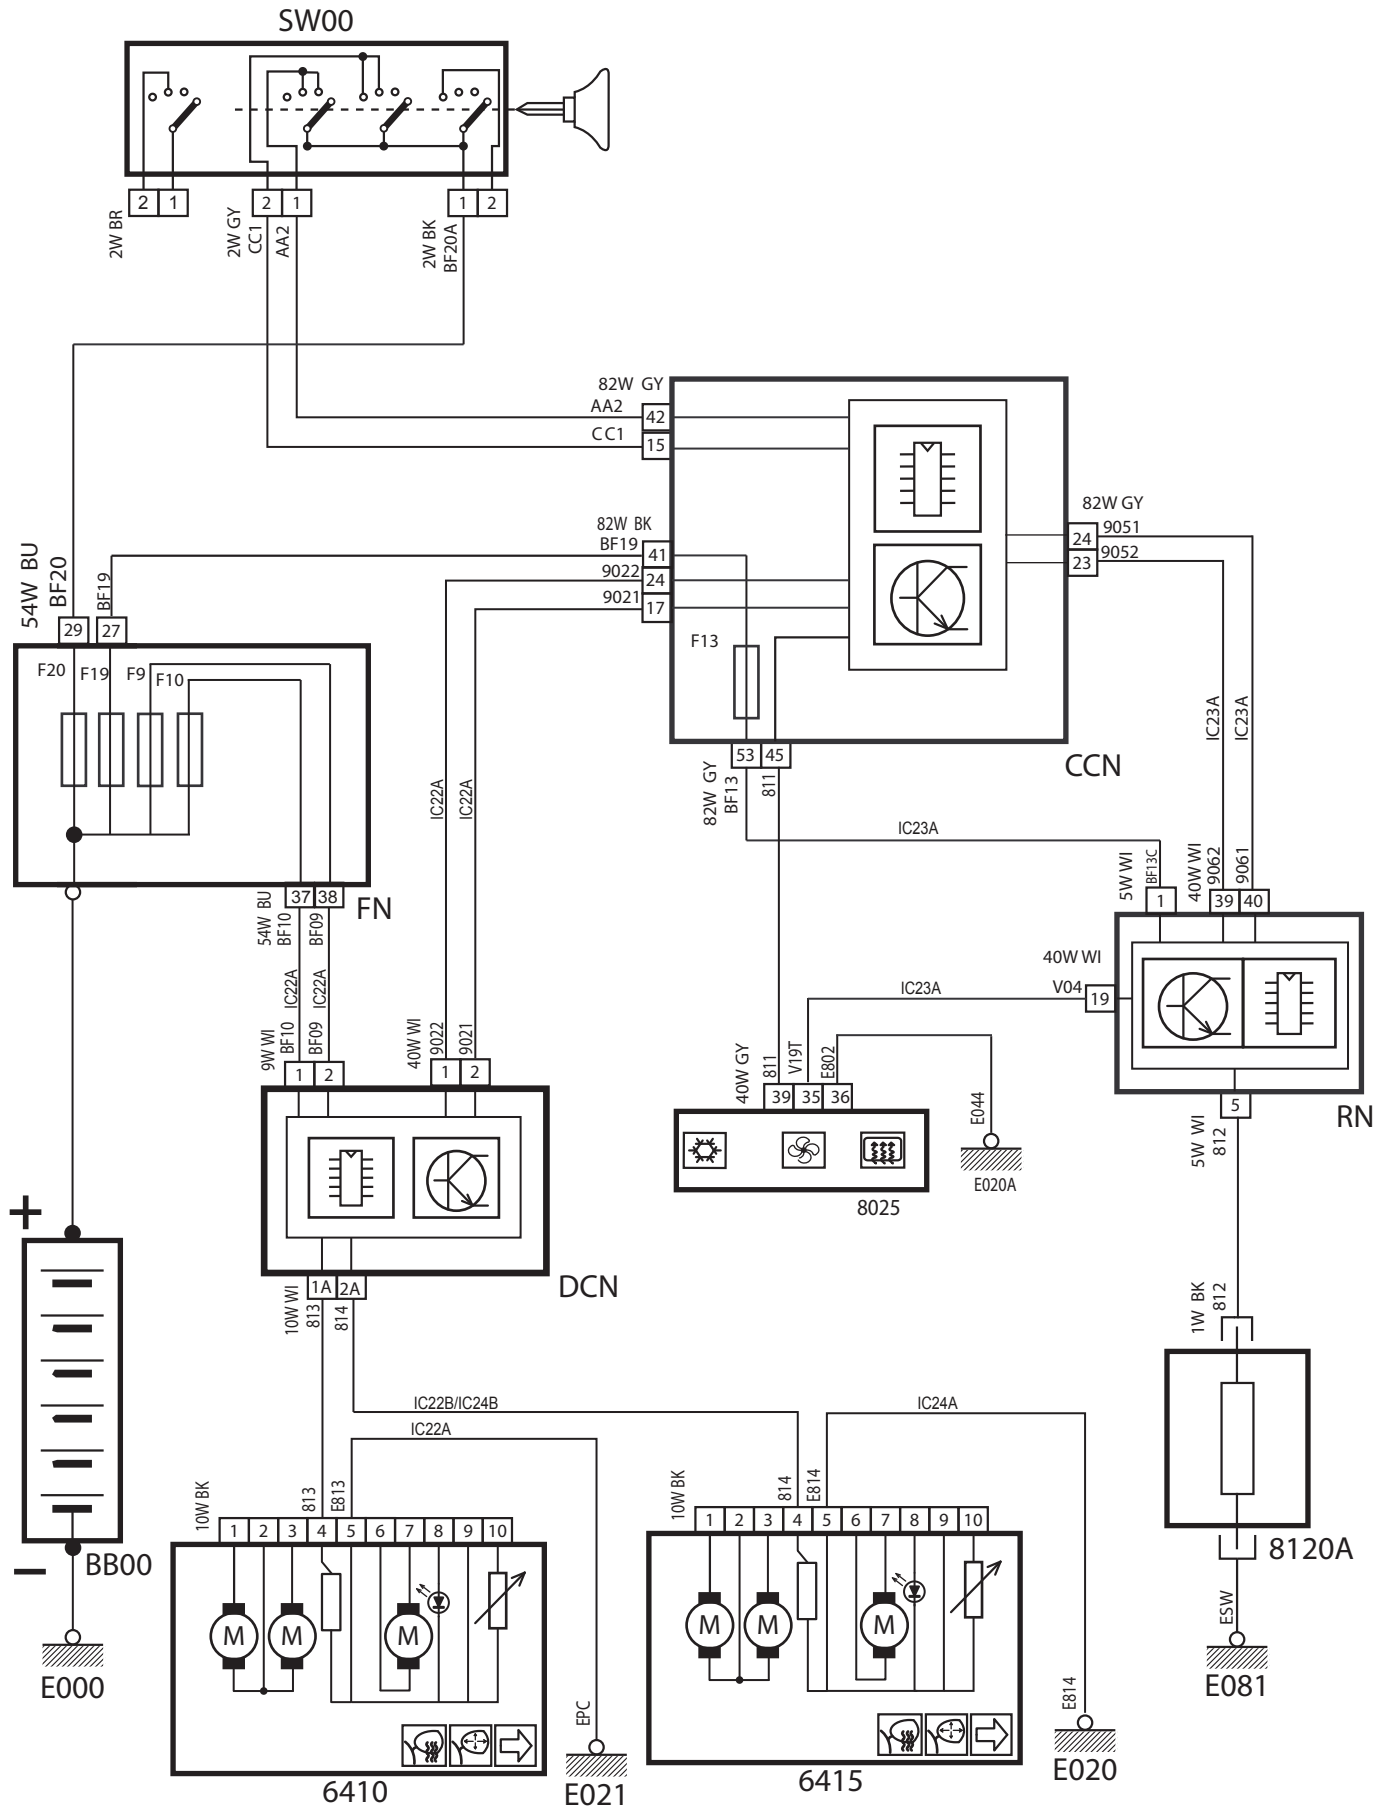 SW00
2 1
2 1
1 2
2W BR
2W GY
CC1
AA2
2W BK
BF20A
82W GY
AA2
42
CC1
15
82W BK
BF19
41
9022
24
9021
17
F13
82W GY
24
9051
23
9052
53 45
CCN
82W GY
BF13
811
IC23A
IC23A
IC23A
54W BU
BF20
BF19
29 27
F20
F19
F9
F10
37 38
FN
54W BU
BF10
BF09
IC22A
IC22A
9W WI
BF10
BF09
IC22A
IC22A
40W WI
9022
9021
1 2
1 2
DCN
1A 2A
10W WI
813
814
5W WI
BF13C
40W WI
9062
9061
1
39 40
40W WI
V04
19
IC23A
RN
5
5W WI
812
40W GY
811
V19T
E802
39 35 36
8025
E044
E020A
1W BK
812
8120A
ESW
E081
+
−
BB00
E000
IC22B/IC24B
IC22A
IC24A
10W BK
813
E813
1 2 3 4 5 6 7 8 9 10
M M M
6410
EPC
E021
10W BK
814
E814
1 2 3 4 5 6 7 8 9 10
M M M
6415
E814
E020